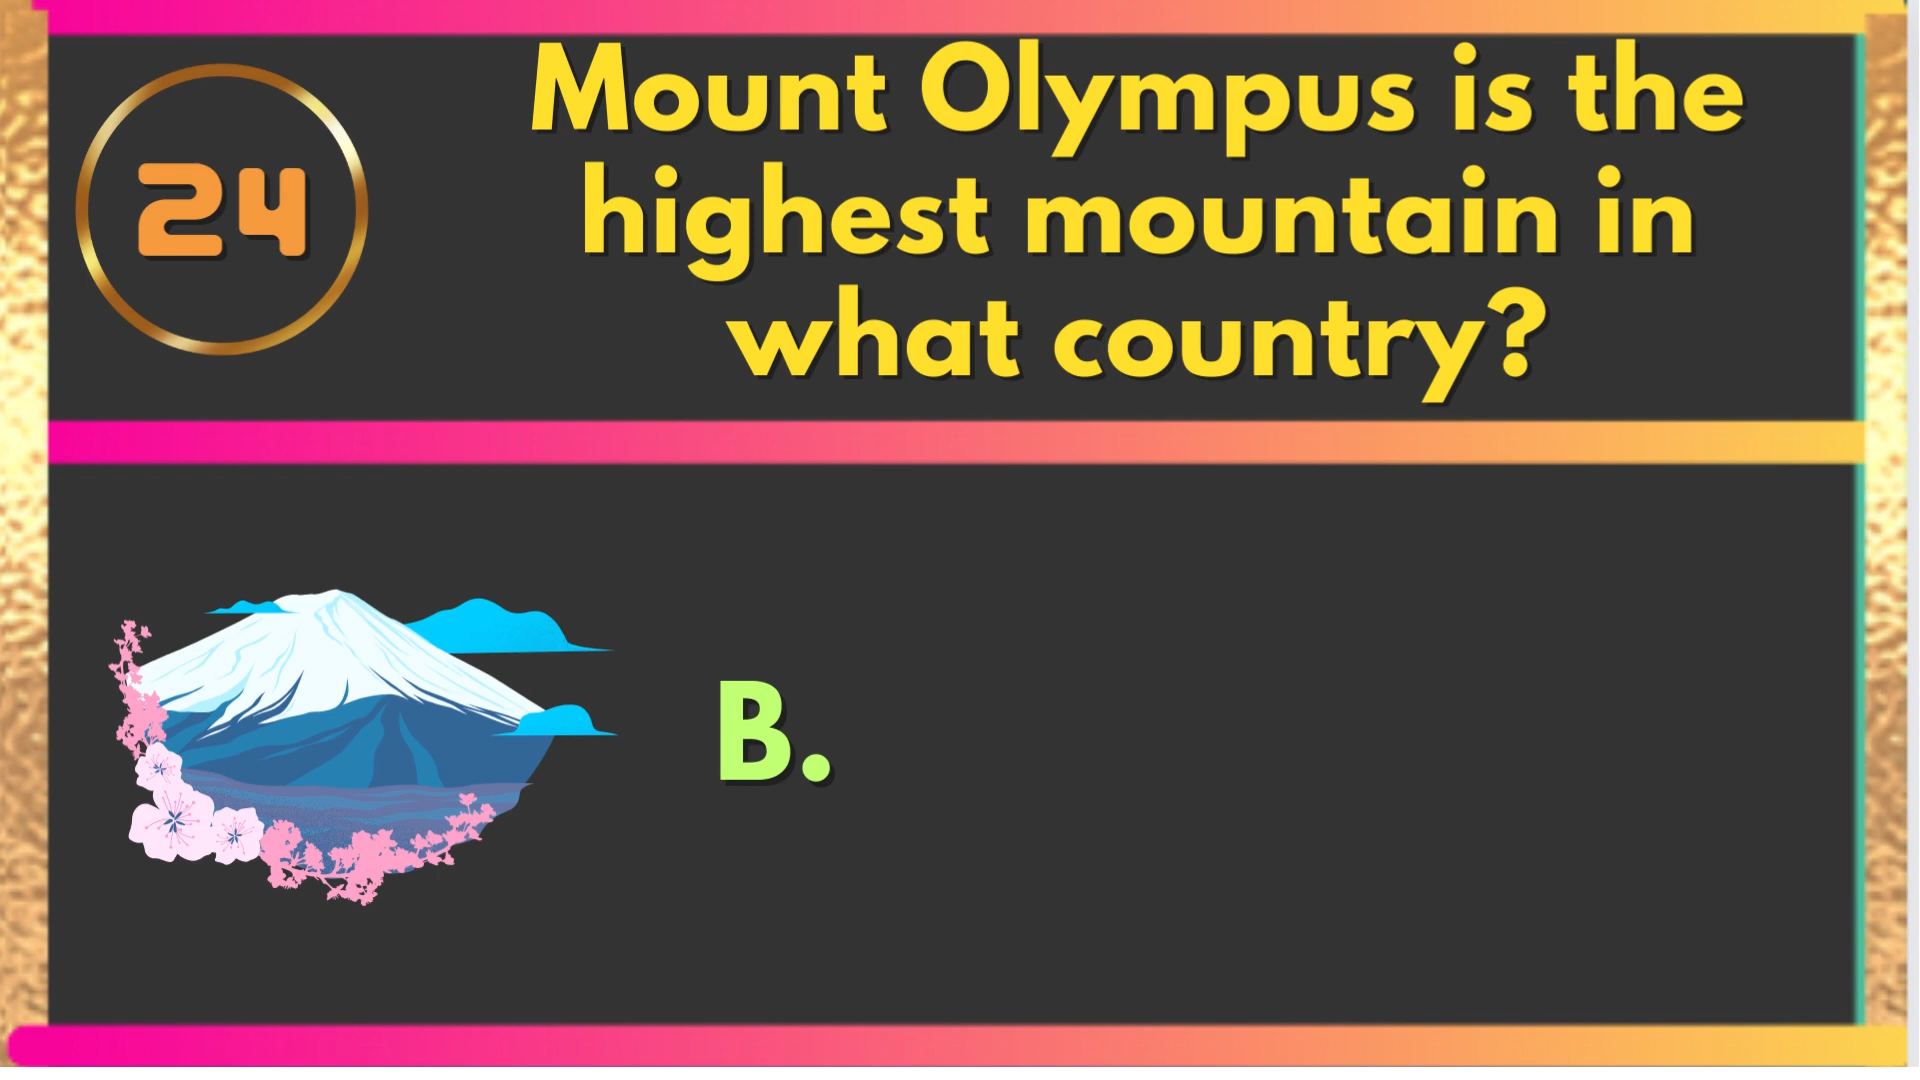 24
Mount Olympus is the
highest mountain in
what country?
B.